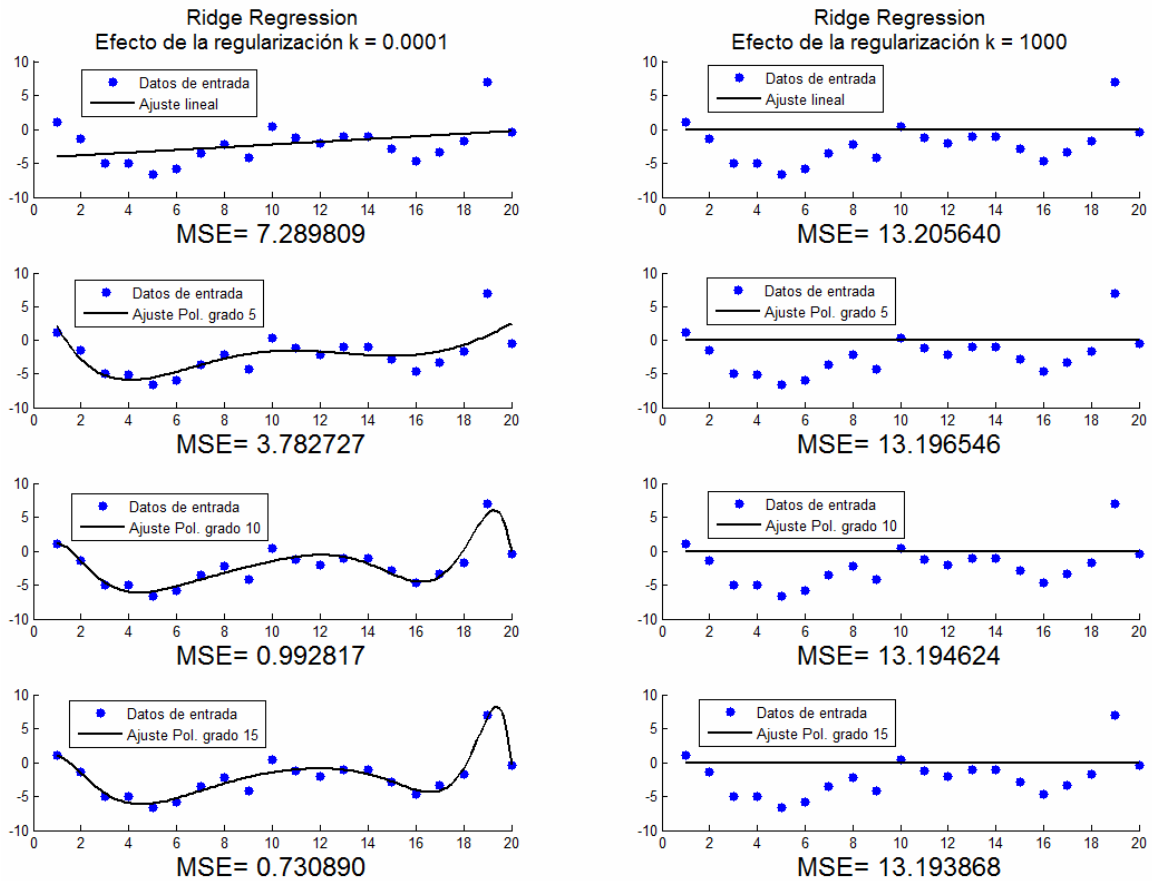 Ridge Regression
Efecto de la regularización k = 0.0001
10
5
0
-5
-10
Datos de entrada
Ajuste lineal
0 2 4 6 8 10 12 14 16 18 20
MSE= 7.289809
10
5
0
-5
-10
Datos de entrada
Ajuste Pol. grado 5
0 2 4 6 8 10 12 14 16 18 20
MSE= 3.782727
10
5
0
-5
-10
Datos de entrada
Ajuste Pol. grado 10
0 2 4 6 8 10 12 14 16 18 20
MSE= 0.992817
10
5
0
-5
-10
Datos de entrada
Ajuste Pol. grado 15
0 2 4 6 8 10 12 14 16 18 20
MSE= 0.730890
Ridge Regression
Efecto de la regularización k = 1000
10
5
0
-5
-10
Datos de entrada
Ajuste lineal
0 2 4 6 8 10 12 14 16 18 20
MSE= 13.205640
10
5
0
-5
-10
Datos de entrada
Ajuste Pol. grado 5
0 2 4 6 8 10 12 14 16 18 20
MSE= 13.196546
10
5
0
-5
-10
Datos de entrada
Ajuste Pol. grado 10
0 2 4 6 8 10 12 14 16 18 20
MSE= 13.194624
10
5
0
-5
-10
Datos de entrada
Ajuste Pol. grado 15
0 2 4 6 8 10 12 14 16 18 20
MSE= 13.193868